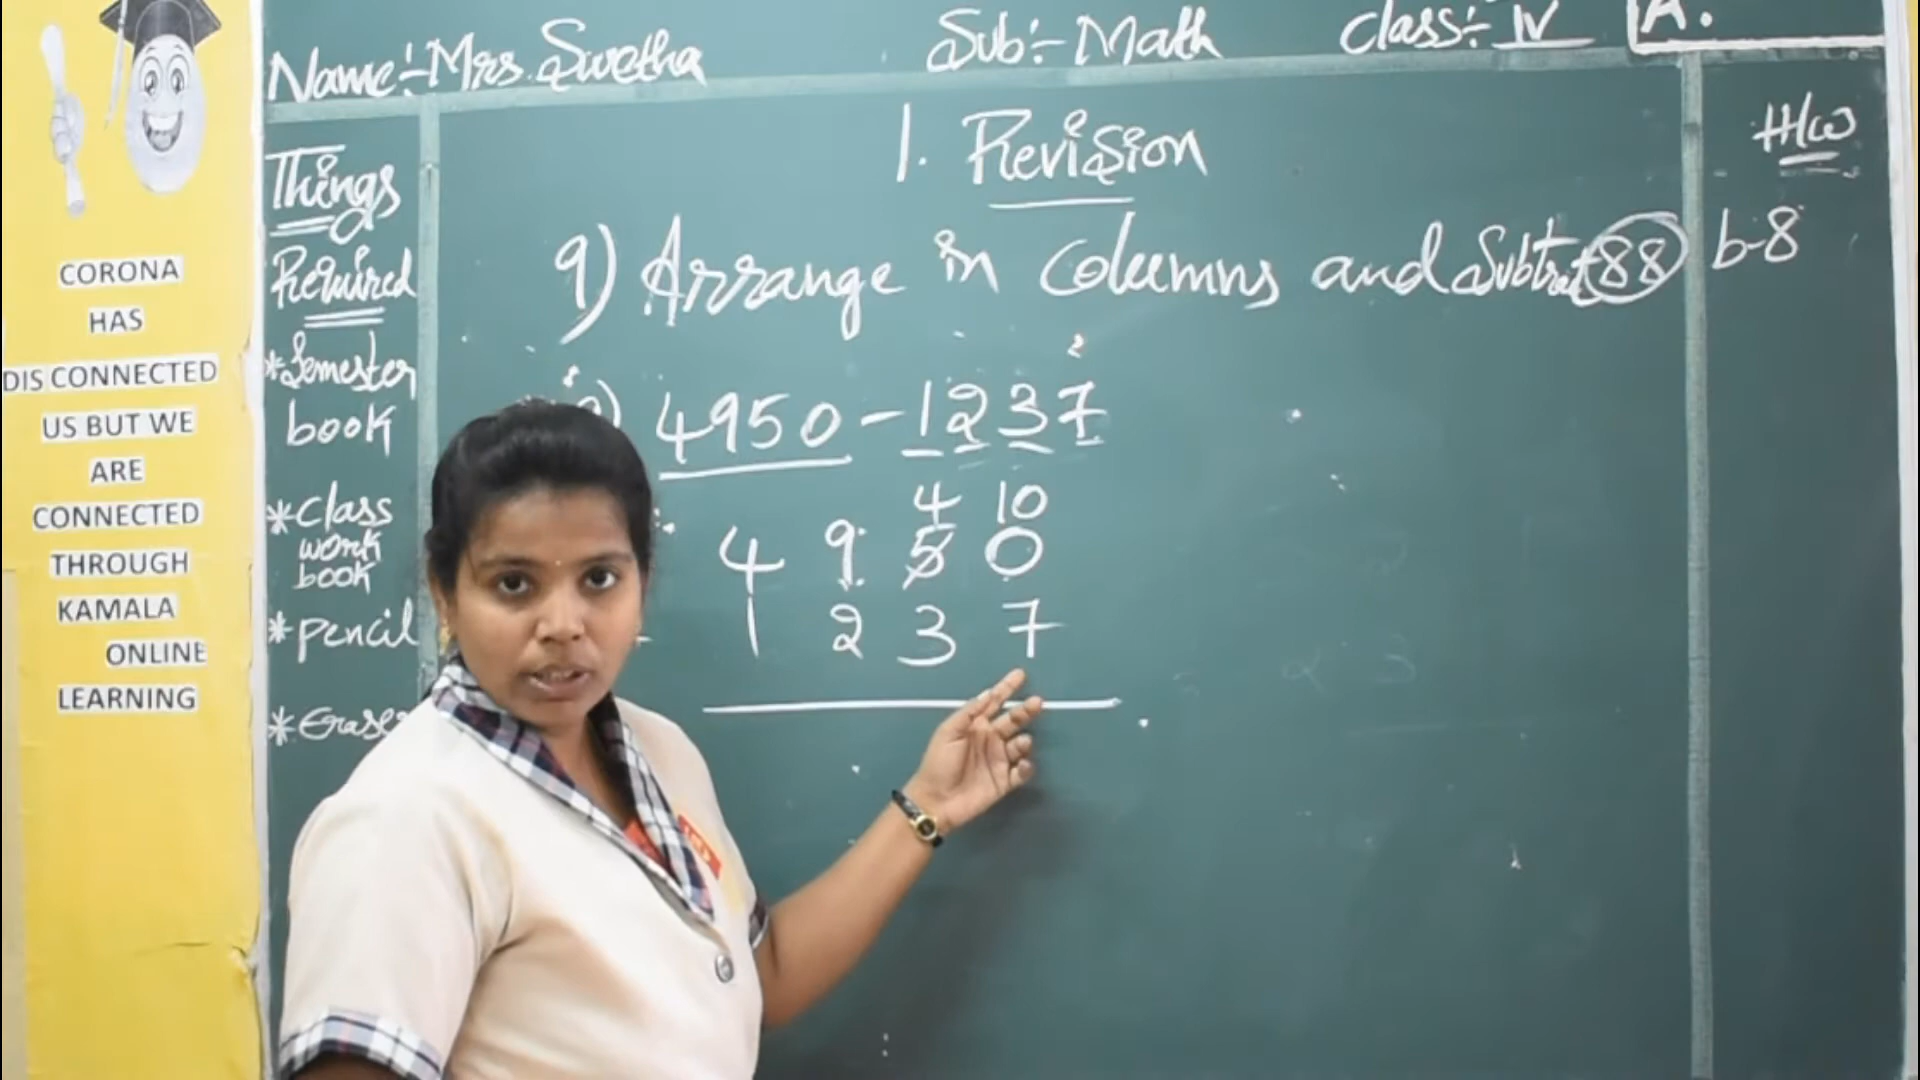 CORONA
HAS
DIS CONNECTED
US BUT WE
ARE
CONNECTED
THROUGH
KAMALA
ONLINE
LEARNING
Name:- Mrs. Swetha
Sub:- Math
Class:- IV
A.
Things
Required
*Semester
book
*Class
work
book
*pencil
*Eraser
1. Revision
9) Arrange in Columns and Subtract 88
4950-1237
4 10
4 9 5 0
1 2 3 7
H/w
b-8